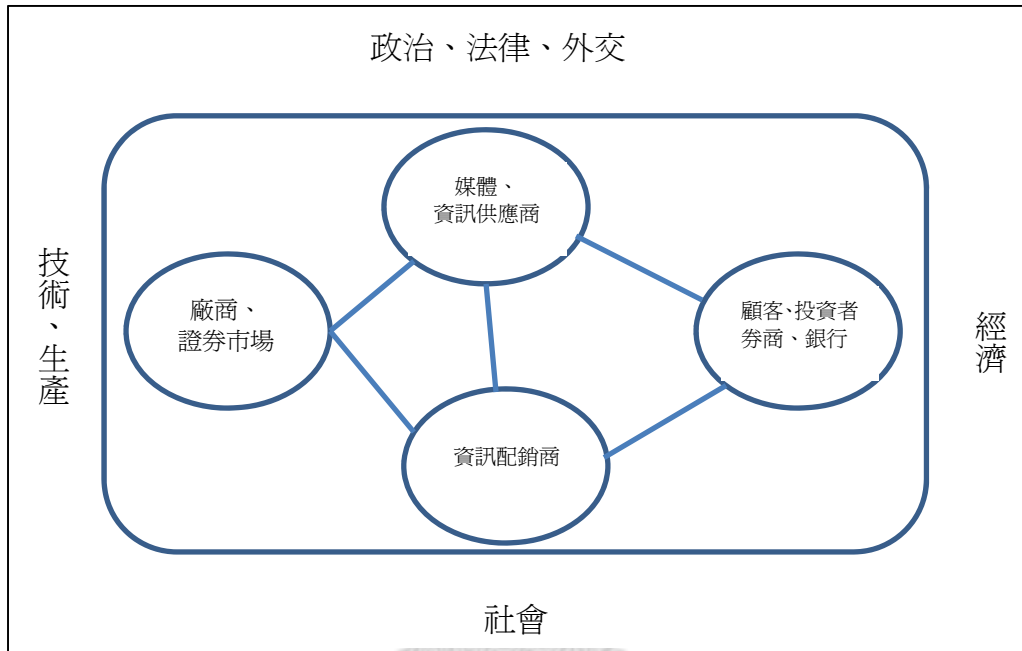 政治、法律、外交
媒體、
資訊供應商
技術、生產
廠商、
證券市場
顧客、投資者
券商、銀行
經濟
資訊配銷商
社會